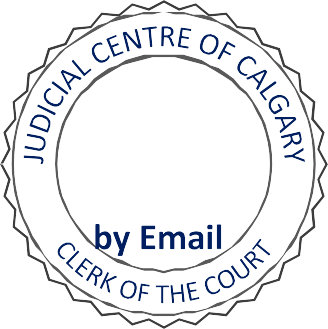 JUDICIAL CENTRE OF CALGARY
by Email
CLERK OF THE COURT